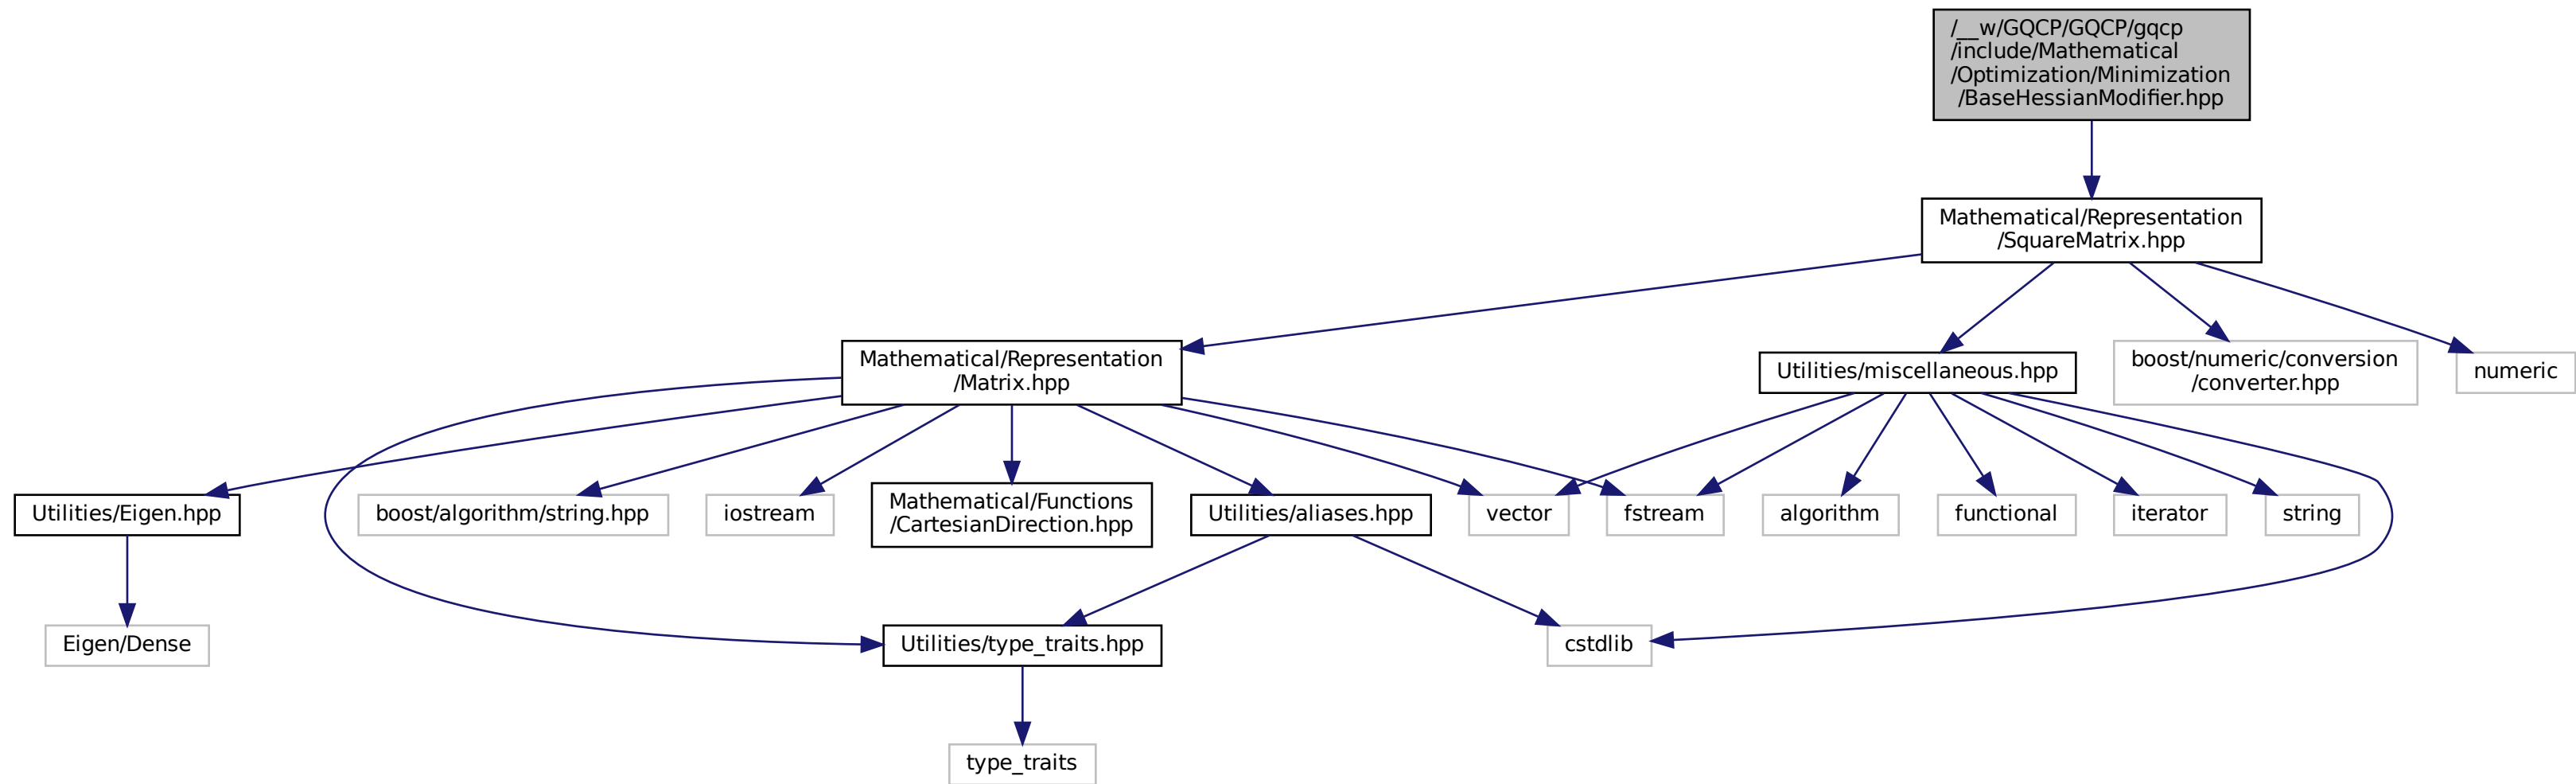 /__w/GQCP/GQCP/gqcp
/include/Mathematical
/Optimization/Minimization
/BaseHessianModifier.hpp
Mathematical/Representation
/SquareMatrix.hpp
Mathematical/Representation
/Matrix.hpp
Utilities/miscellaneous.hpp
boost/numeric/conversion
/converter.hpp
numeric
Utilities/Eigen.hpp
boost/algorithm/string.hpp
iostream
Mathematical/Functions
/CartesianDirection.hpp
Utilities/aliases.hpp
vector
fstream
algorithm
functional
iterator
string
Eigen/Dense
Utilities/type_traits.hpp
cstdlib
type_traits